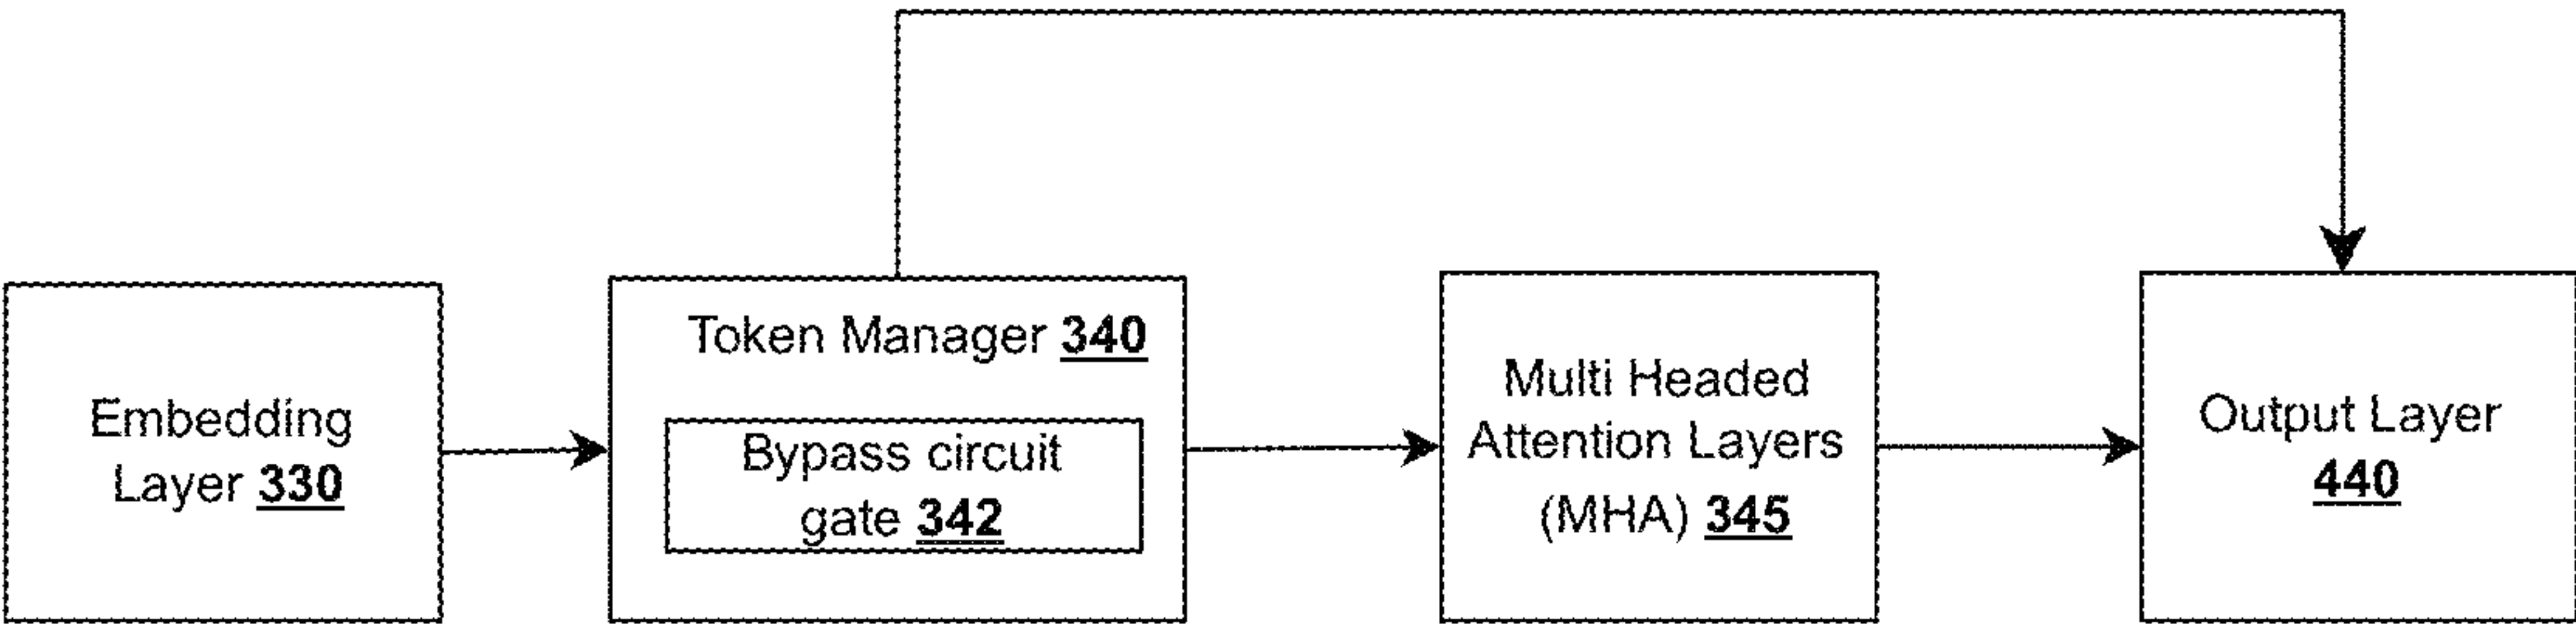 Embedding
Layer 330
Token Manager 340
Bypass circuit
gate 342
Multi Headed
Attention Layers
(MHA) 345
Output Layer
440